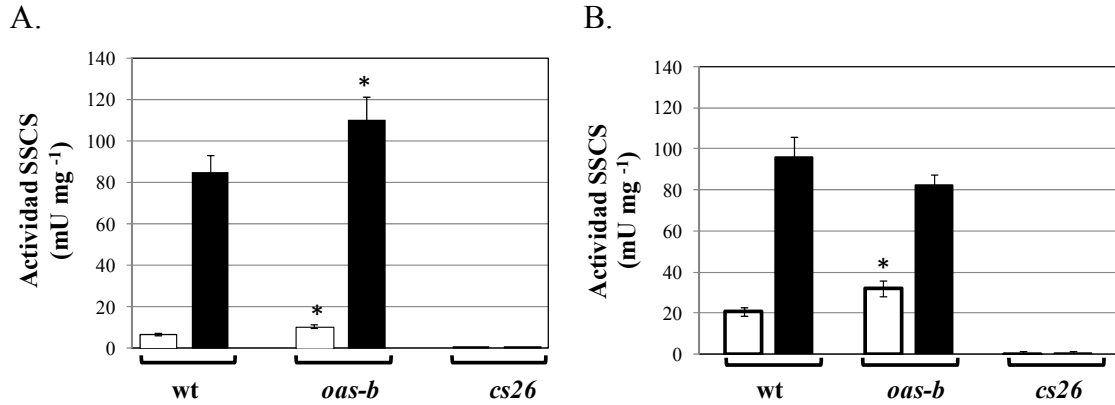 A.
140
120
100
80
60
40
20
0
Actividad SSCS
(mU mg -1)
*
*
wt
oas-b
cs26
B.
140
120
100
80
60
40
20
0
Actividad SSCS
(mU mg -1)
*
wt
oas-b
cs26